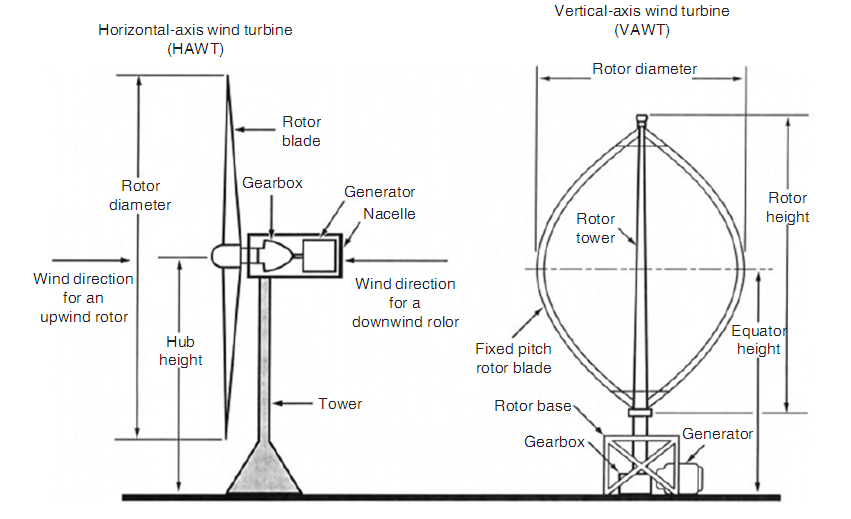 Horizontal-axis wind turbine
(HAWT)
Rotor
blade
Rotor
diameter
Gearbox
Generator
Nacelle
Wind direction
for an
upwind rotor
Wind direction
for a
downwind rolor
Hub
height
Tower
Vertical-axis wind turbine
(VAWT)
Rotor diameter
Rotor
height
Rotor
tower
Equator
height
Fixed pitch
rotor blade
Rotor base
Gearbox
Generator